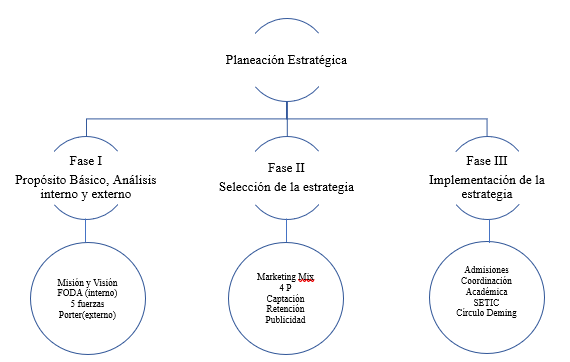 Planeación Estratégica
Fase I
Propósito Básico, Análisis
interno y externo
Fase II
Selección de la estrategia
Fase III
Implementación de la
estrategia
Misión y Visión
FODA (interno)
5 fuerzas
Porter(externo)
Marketing Mix
4 P
Captación
Retención
Publicidad
Admisiones
Coordinación
Académica
SETIC
Círculo Deming